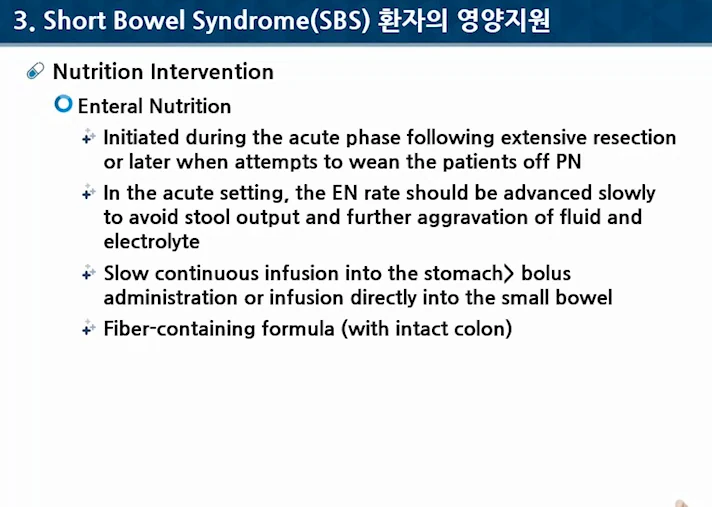 3. Short Bowel Syndrome(SBS) 환자의 영양지원
Nutrition Intervention
Enteral Nutrition
Initiated during the acute phase following extensive resection
or later when attempts to wean the patients off PN
In the acute setting, the EN rate should be advanced slowly
to avoid stool output and further aggravation of fluid and
electrolyte
Slow continuous infusion into the stomach> bolus
administration or infusion directly into the small bowel
Fiber-containing formula (with intact colon)